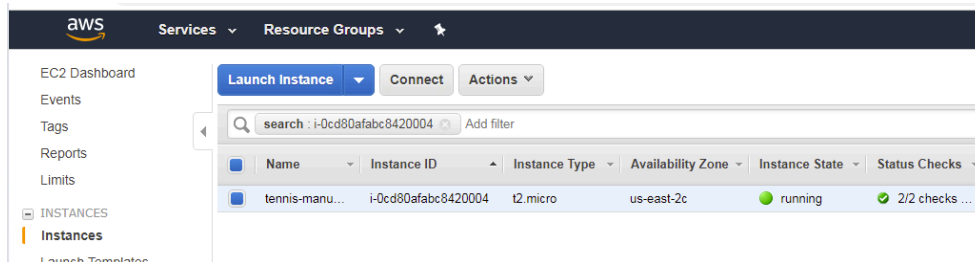 aws Services Resource Groups
EC2 Dashboard
Events
Tags
Reports
Limits
INSTANCES
Instances
Launch Templates
Launch Instance Connect Actions
search : i-0cd80afabc8420004 Add filter
Name Instance ID Instance Type Availability Zone Instance State Status Checks
tennis-manu... i-0cd80afabc8420004 t2.micro us-east-2c running 2/2 checks ...